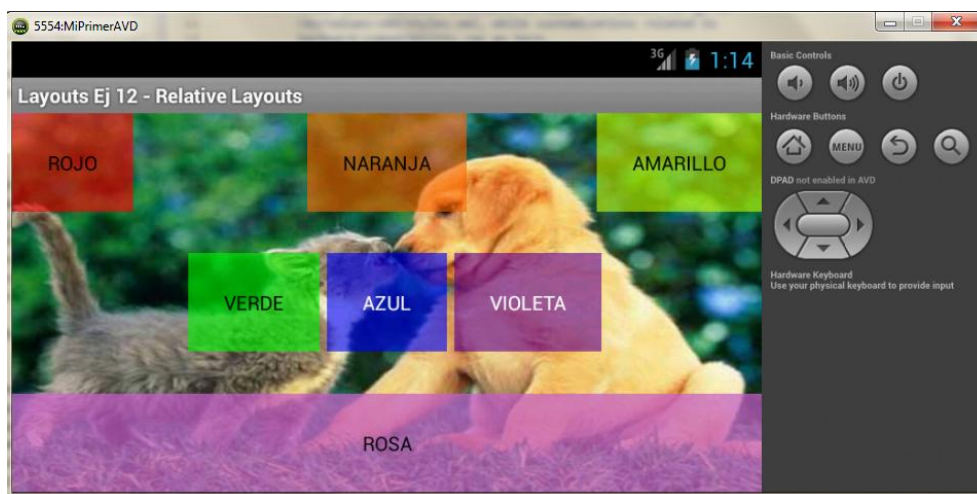 5554:MiPrimerAVD
3G 1:14
Layouts Ej 12 - Relative Layouts
ROJO NARANJA AMARILLO
VERDE AZUL VIOLETA
ROSA
Basic Controls
Hardware Buttons
MENU
DPAD not enabled in AVD
Hardware Keyboard
Use your physical keyboard to provide input